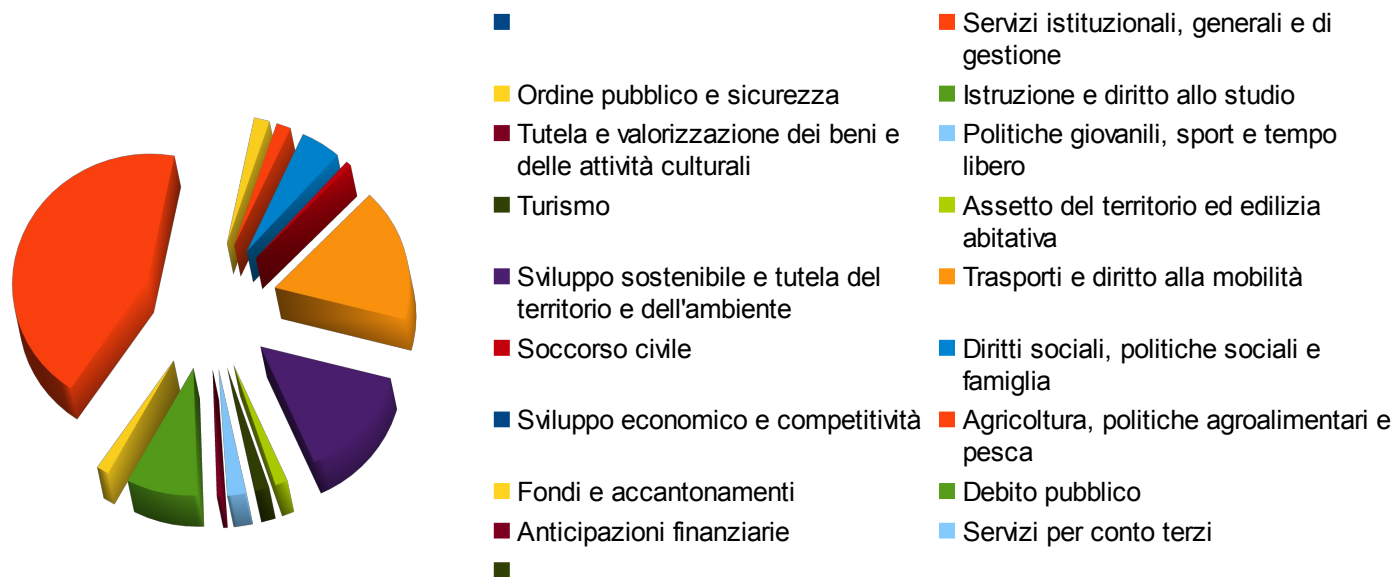 Servizi istituzionali, generali e di
gestione
Ordine pubblico e sicurezza
Istruzione e diritto allo studio
Tutela e valorizzazione dei beni e
delle attività culturali
Politiche giovanili, sport e tempo
libero
Turismo
Assetto del territorio ed edilizia
abitativa
Sviluppo sostenibile e tutela del
territorio e dell'ambiente
Trasporti e diritto alla mobilità
Soccorso civile
Diritti sociali, politiche sociali e
famiglia
Sviluppo economico e competitività
Agricoltura, politiche agroalimentari e
pesca
Fondi e accantonamenti
Debito pubblico
Anticipazioni finanziarie
Servizi per conto terzi